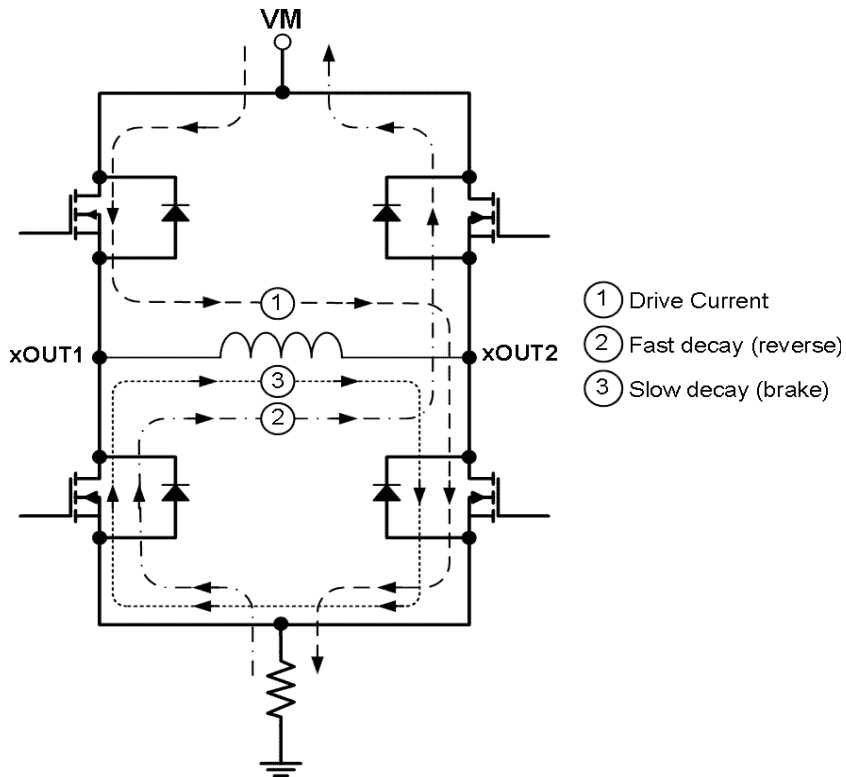 VM
1
xOUT1
xOUT2
3
2
1 Drive Current
2 Fast decay (reverse)
3 Slow decay (brake)